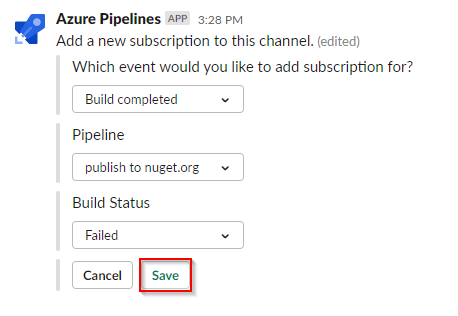 Azure Pipelines APP 3:28 PM
Add a new subscription to this channel. (edited)
Which event would you like to add subscription for?
Build completed
Pipeline
publish to nuget.org
Build Status
Failed
Cancel Save